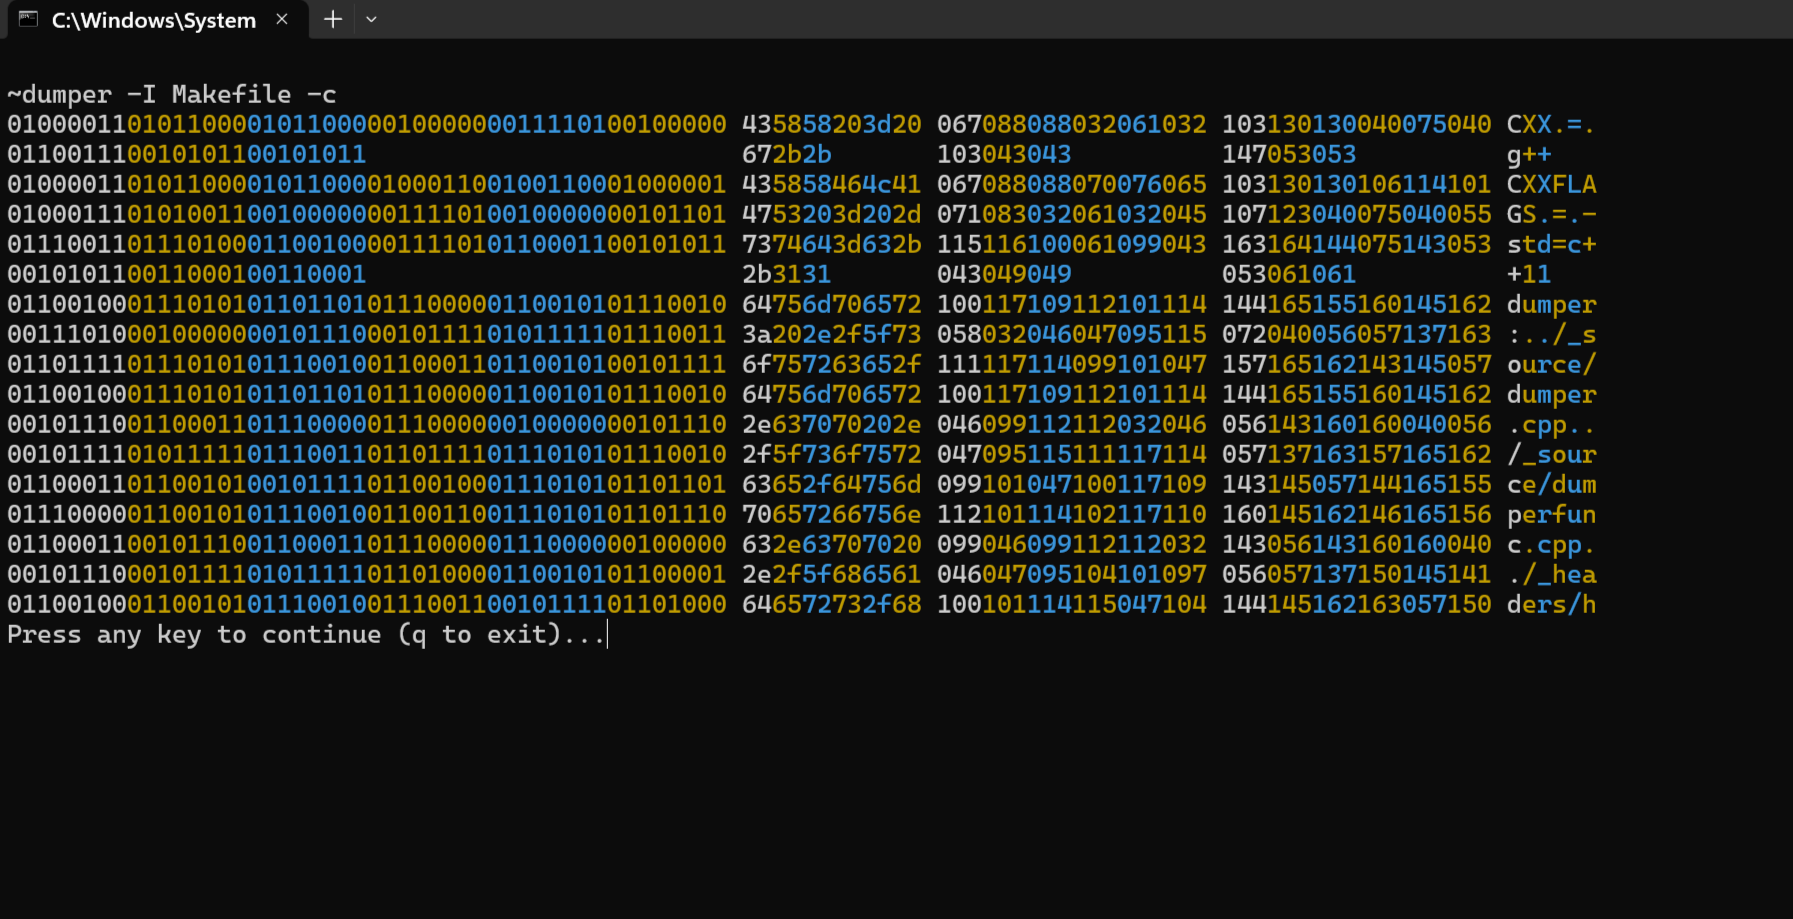 C:\Windows\System
~dumper -I Makefile -c
010000110101100001011000001000000011110100100000 435858203d20 067088088032061032 103130130040075040 CXX.=.
011001110010101100101011 672b2b 103043043 147053053 g++
010000110101100001011000010001100100110001000001 435858464c41 067088088070076065 103130130106114101 CXXFLA
010001110101001100100000001111010010000000101101 4753203d202d 071083032061032045 107123040075040055 GS.=.-
011100110111010001100100001111010110001100101011 7374643d632b 115116100061099043 163164144075143053 std=c+
001010110011000100110001 2b3131 043049049 053061061 +11
011001000111010101101101011100000110010101110010 64756d706572 100117109112101114 144165155160145162 dumper
001110100010000000101110001011110101111101110011 3a202e2f5f73 058032046047095115 072040056057137163 :../_s
011011110111010101110010011000110110010100101111 6f757263652f 111117114099101047 157165162143145057 ource/
011001000111010101101101011100000110010101110010 64756d706572 100117109112101114 144165155160145162 dumper
001011100110001101110000011100000010000000101110 2e637070202e 046099112112032046 056143160160040056 .cpp..
001011110101111101110011011011110111010101110010 2f5f736f7572 047095115111117114 057137163157165162 /_sour
011000110110010100101111011001000111010101101101 63652f64756d 099101047100117109 143145057144165155 ce/dum
011100000110010101110010011001100111010101101110 70657266756e 112101114102117110 160145162146165156 perfun
011000110010111001100011011100000111000000100000 632e63707020 099046099112112032 143056143160160040 c.cpp.
001011100010111101011111011010000110010101100001 2e2f5f686561 046047095104101097 056057137150145141 ./_hea
011001000110010101110010011100110010111101101000 646572732f68 100101114115047104 144145162163057150 ders/h
Press any key to continue (q to exit)...